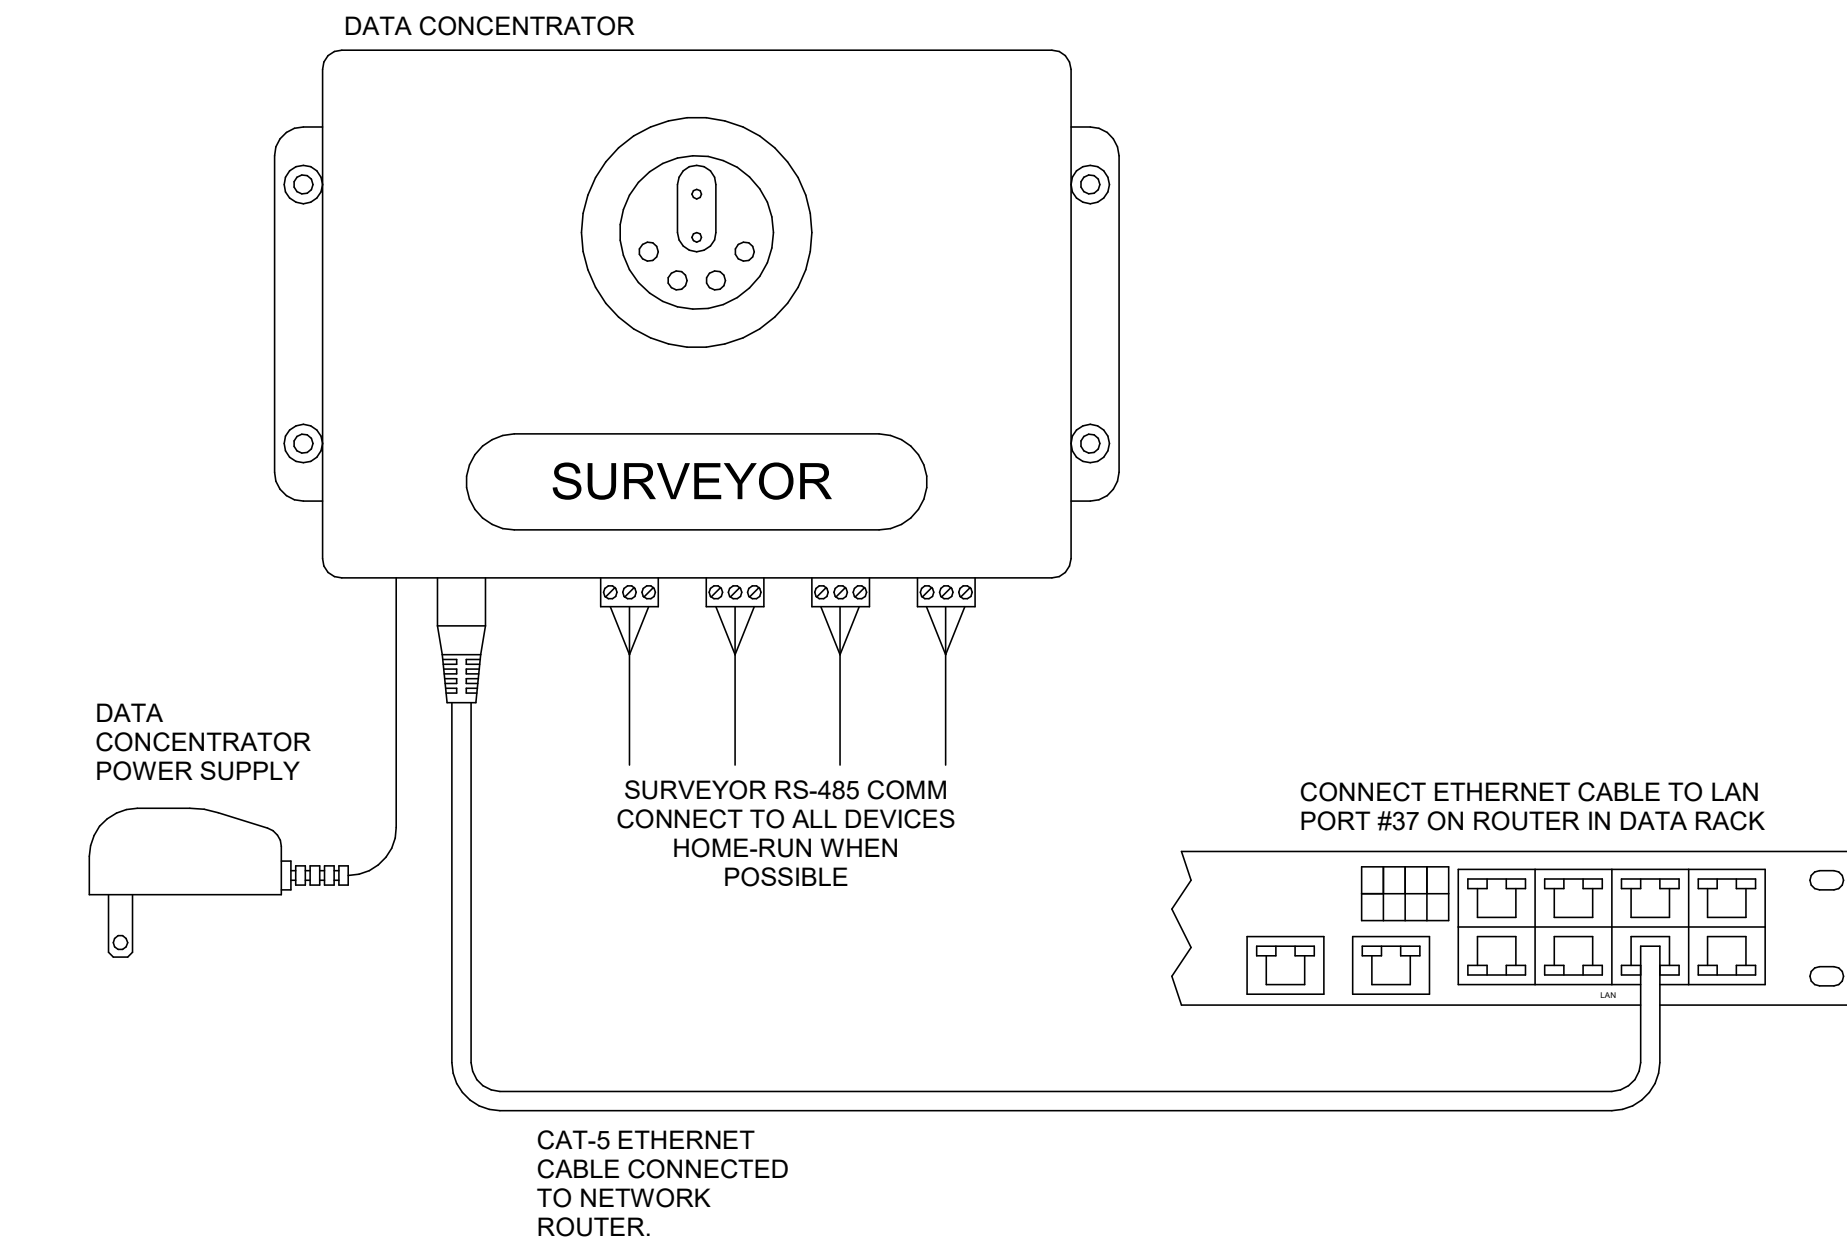 DATA CONCENTRATOR
SURVEYOR
DATA
CONCENTRATOR
POWER SUPPLY
SURVEYOR RS-485 COMM
CONNECT TO ALL DEVICES
HOME-RUN WHEN
POSSIBLE
CONNECT ETHERNET CABLE TO LAN
PORT #37 ON ROUTER IN DATA RACK
LAN
CAT-5 ETHERNET
CABLE CONNECTED
TO NETWORK
ROUTER.